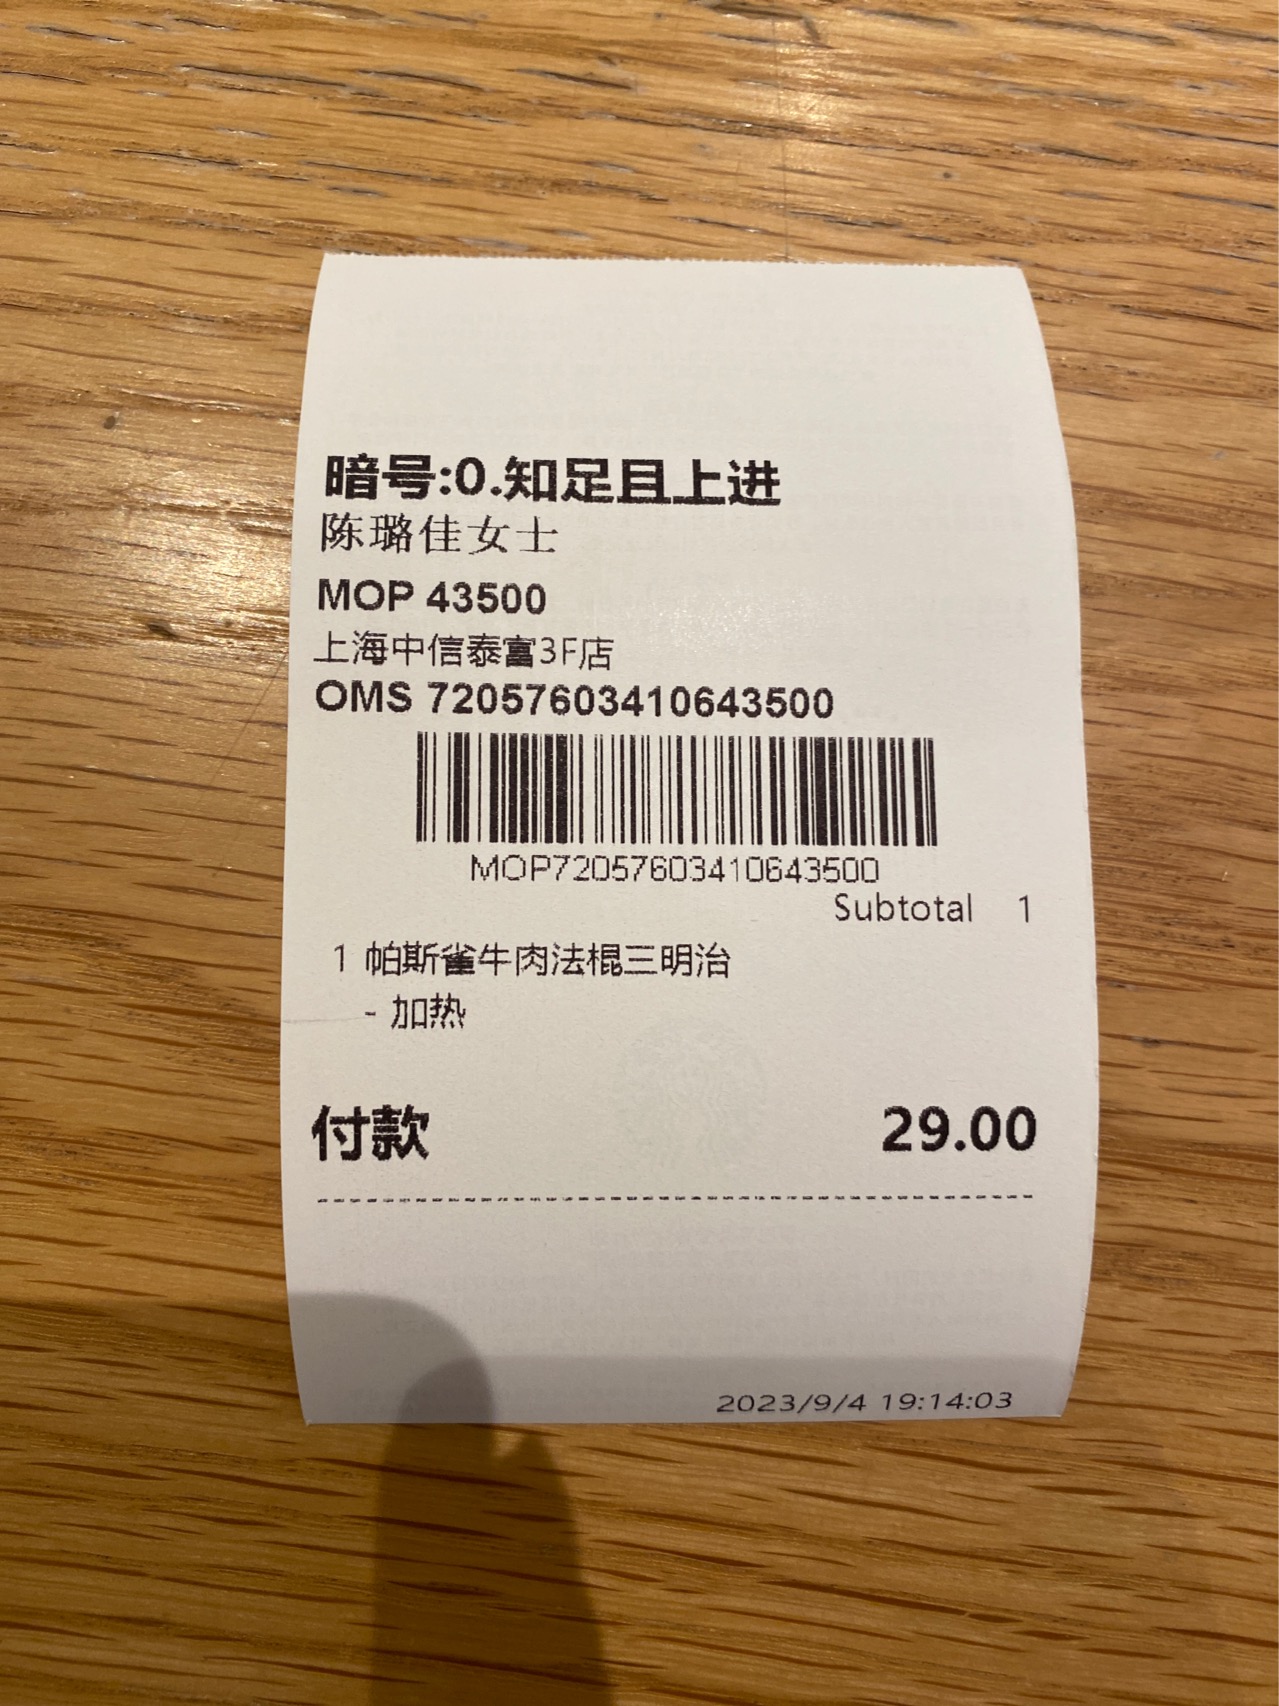 暗号:0.知足且上进
陈璐佳女士
MOP 43500
上海中信泰富3F店
OMS 72057603410643500
MOP72057603410643500
Subtotal 1
1 帕斯雀牛肉法棍三明治
- 加热
付款 29.00
2023/9/4 19:14:03